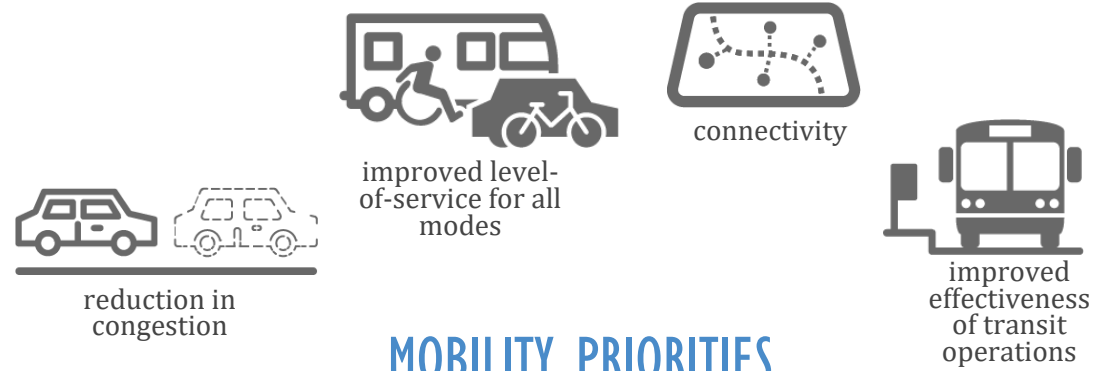 connectivity
improved level-
of-service for all
modes
improved
effectiveness
of transit
operations
reduction in
congestion
MOBILITY PRIORITIES